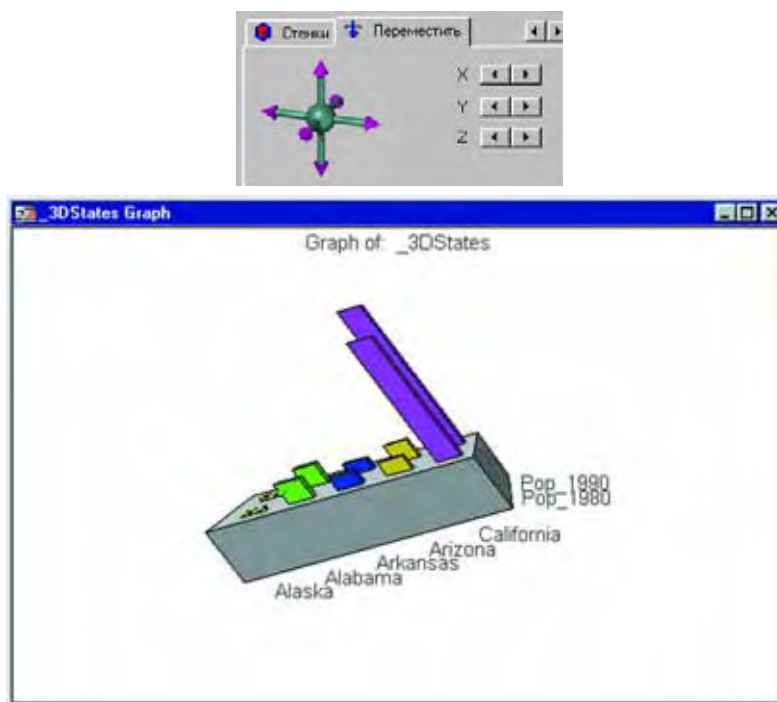 Стенки Переместить
X
Y
Z
_3DStates Graph
Graph of: _3DStates
Pop_1990
Pop_1980
California
Arizona
Arkansas
Alabama
Alaska